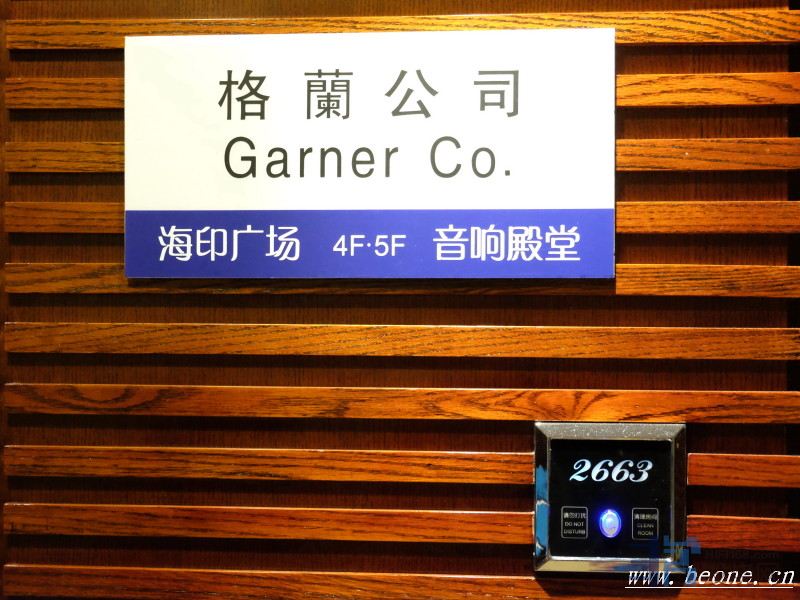 格蘭公司
Garner Co.
海印广场 4F·5F 音响殿堂
2663
请勿打扰 清理房间
DO NOT CLEAN
DISTURB ROOM
www.beone.cn